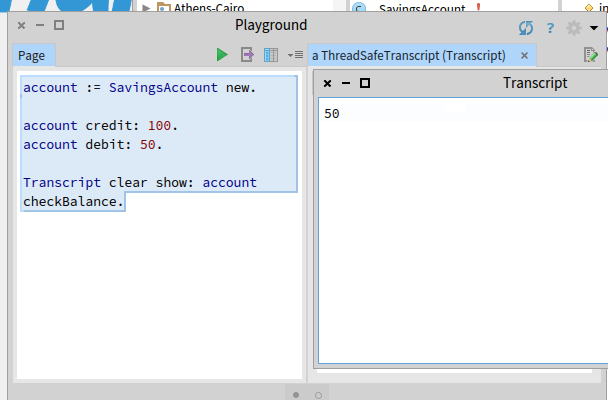 Athens-Cairo
SavingsAccount
Playground
Page
a ThreadSafeTranscript (Transcript)
account := SavingsAccount new.
account credit: 100.
account debit: 50.
Transcript clear show: account
checkBalance.
Transcript
50